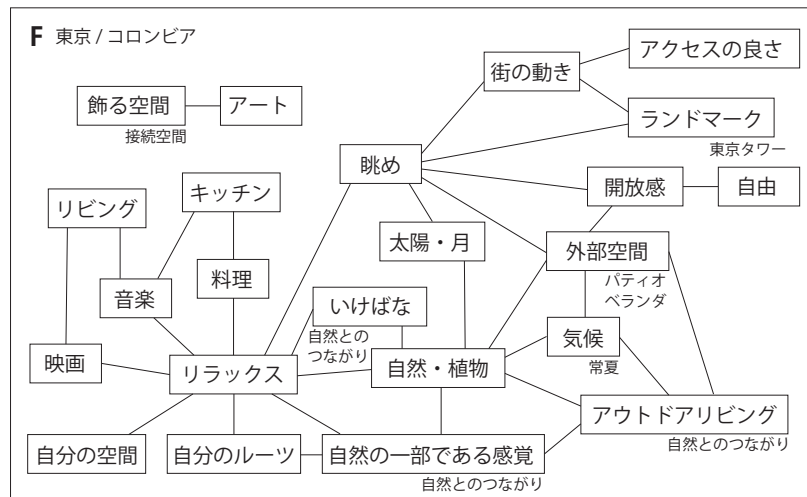 F 東京 / コロンビア
アクセスの良さ
街の動き
飾る空間
アート
接続空間
ランドマーク
東京タワー
眺め
キッチン
開放感
自由
リビング
太陽・月
外部空間
パティオ
ベランダ
料理
音楽
いけばな
自然との
つながり
気候
常夏
映画
リラックス
自然・植物
アウトドアリビング
自然とのつながり
自分の空間
自分のルーツ
自然の一部である感覚
自然とのつながり